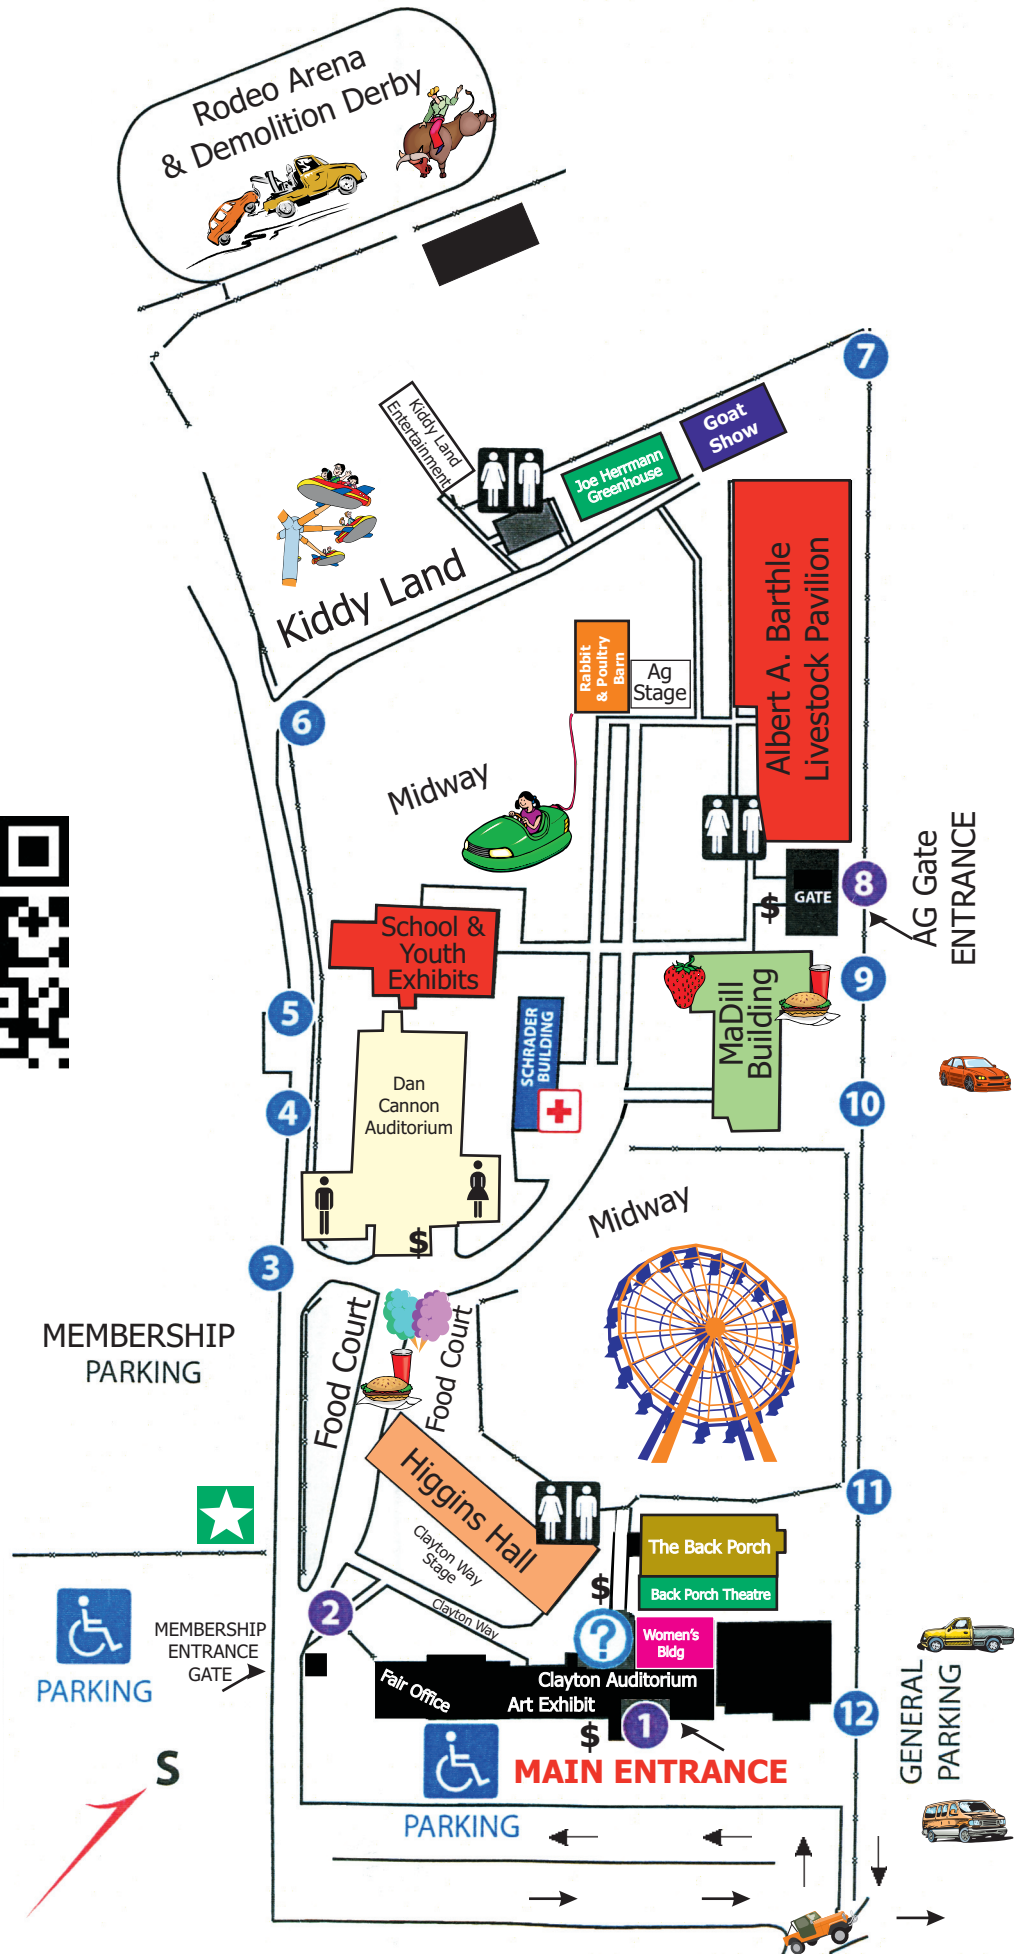 Rodeo Arena
& Demolition Derby
7
Goat
Show
Kiddy Land
Entertainment
Joe Herrmann
Greenhouse
Kiddy Land
Albert A. Barthle
Livestock Pavilion
Rabbit
& Poultry
Barn
Ag
Stage
6
Midway
8
GATE
$
AG Gate
ENTRANCE
School &
Youth
Exhibits
9
MaDill
Building
5
SCHRADER
BUILDING
Dan
Cannon
Auditorium
4
10
Midway
$
3
MEMBERSHIP
PARKING
Food Court
Food Court
Higgins Hall
11
Clayton Way
Stage
The Back Porch
Back Porch Theatre
$
2
Clayton Way
MEMBERSHIP
ENTRANCE
GATE
PARKING
?
Women's
Bldg
Fair Office
Clayton Auditorium
Art Exhibit
$
1
12
MAIN ENTRANCE
GENERAL
PARKING
S
PARKING